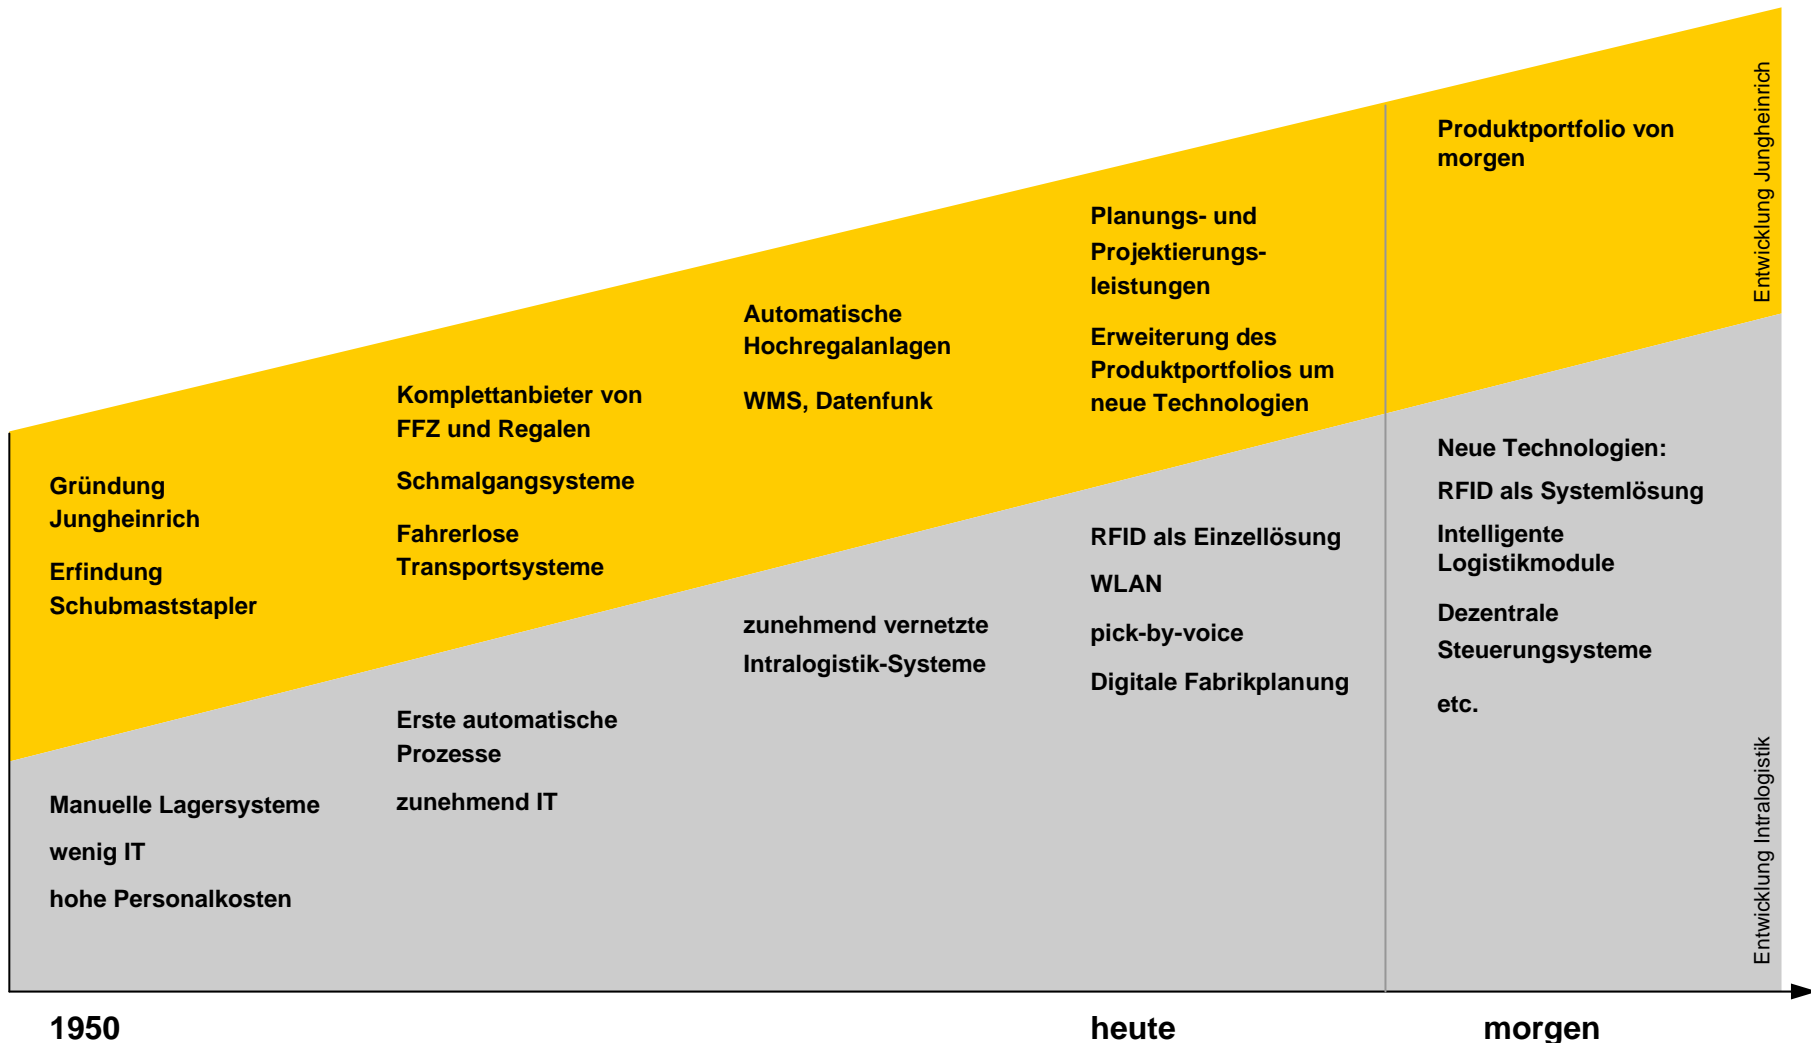 Gründung
Jungheinrich
Erfindung
Schubmaststapler
Komplettanbieter von
FFZ und Regalen
Schmalgangsysteme
Fahrerlose
Transportsysteme
Automatische
Hochregalanlagen
WMS, Datenfunk
Planungs- und
Projektierungs-
leistungen
Erweiterung des
Produktportfolios um
neue Technologien
Produktportfolio von
morgen
Entwicklung Jungheinrich
Manuelle Lagersysteme
wenig IT
hohe Personalkosten
Erste automatische
Prozesse
zunehmend IT
zunehmend vernetzte
Intralogistik-Systeme
RFID als Einzellösung
WLAN
pick-by-voice
Digitale Fabrikplanung
Neue Technologien:
RFID als Systemlösung
Intelligente
Logistikmodule
Dezentrale
Steuerungsysteme
etc.
Entwicklung Intralogistik
1950
heute
morgen